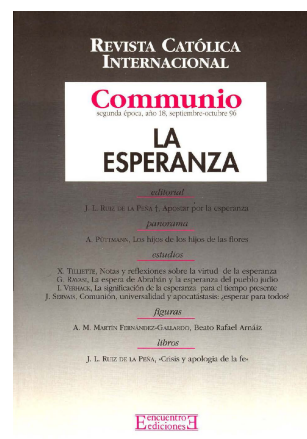 REVISTA CATÓLICA
INTERNACIONAL
Communio
segunda época, año 18, septiembre-octubre 96
LA
ESPERANZA
editorial
J. L. RUIZ DE LA PEÑA †, Apostar por la esperanza
panorama
A. PÜTTMANN, Los hijos de los hijos de las flores
estudios
X. TILLIETTE, Notas y reflexiones sobre la virtud de la esperanza
G. RAVASI, La espera de Abrahán y la esperanza del pueblo judío
I. VERHACK, La significación de la esperanza para el tiempo presente
J. SERVAIS, Comunión, universalidad y apocatástasis: ¿esperar para todos?
figuras
A. M. MARTÍN FERNÁNDEZ-GALLARDO, Beato Rafael Arnáiz
libros
J. L. RUIZ DE LA PEÑA, «Crisis y apología de la fe»
Encuentro
Ediciones